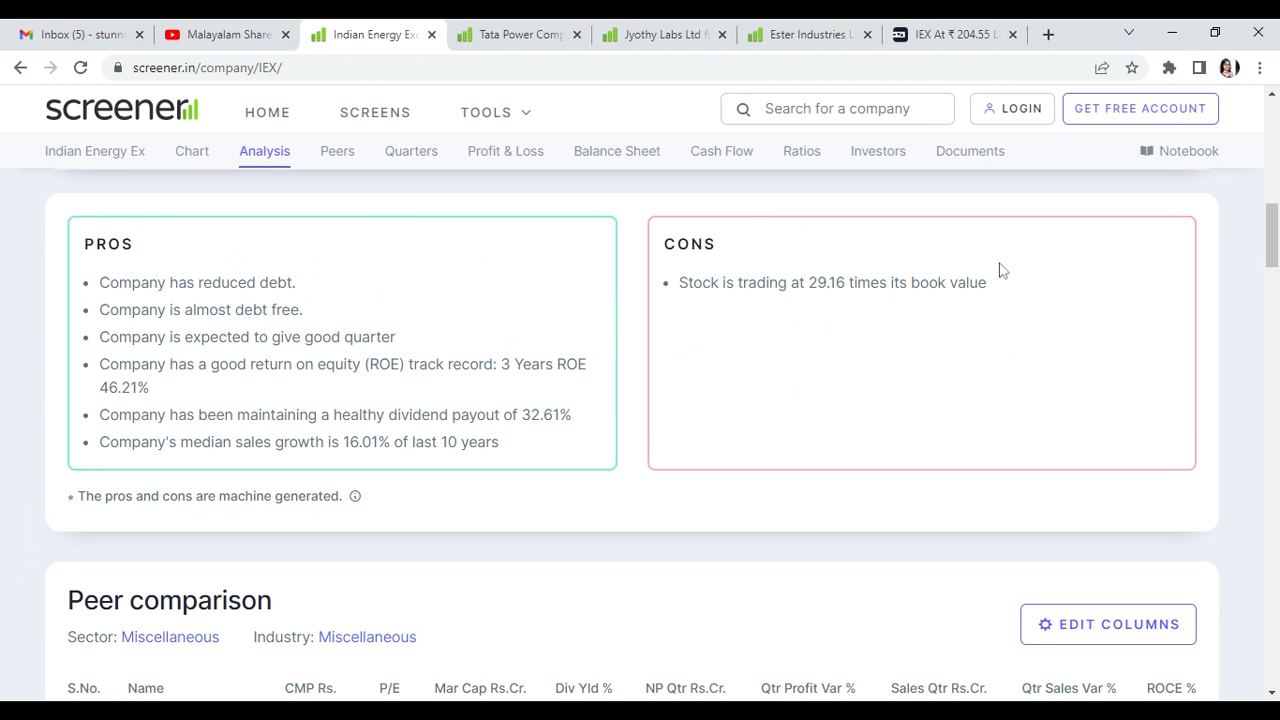 Inbox (5) - stunn
Malayalam Share
Indian Energy Exc
Tata Power Comp
Jyothy Labs Ltd fi
Ester Industries L
IEX At ₹ 204.55 L
screener.in/company/IEX/
screener
HOME
SCREENS
TOOLS
Search for a company
LOGIN
GET FREE ACCOUNT
Indian Energy Ex
Chart
Analysis
Peers
Quarters
Profit & Loss
Balance Sheet
Cash Flow
Ratios
Investors
Documents
Notebook
PROS
• Company has reduced debt.
• Company is almost debt free.
• Company is expected to give good quarter
• Company has a good return on equity (ROE) track record: 3 Years ROE
46.21%
• Company has been maintaining a healthy dividend payout of 32.61%
• Company's median sales growth is 16.01% of last 10 years
CONS
• Stock is trading at 29.16 times its book value
* The pros and cons are machine generated.
Peer comparison
Sector: Miscellaneous Industry: Miscellaneous
EDIT COLUMNS
S.No. Name CMP Rs. P/E Mar Cap Rs.Cr. Div Yld % NP Qtr Rs.Cr. Qtr Profit Var % Sales Qtr Rs.Cr. Qtr Sales Var % ROCE %